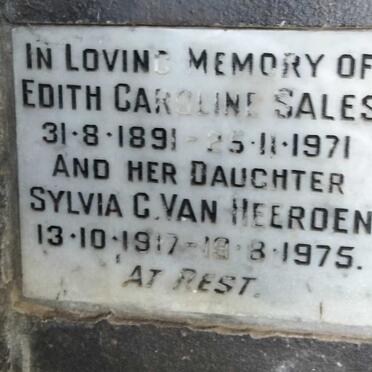 IN LOVING MEMORY OF
EDITH CAROLINE SALES
31·8·1891 - 25·11·1971
AND HER DAUGHTER
SYLVIA C. VAN HEERDEN
13·10·1917 - 19·8·1975.
AT REST.